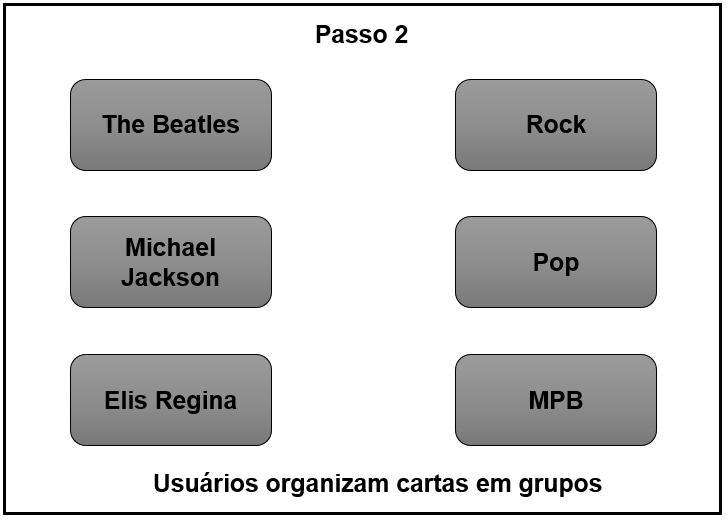 Passo 2
The Beatles
Rock
Michael
Jackson
Pop
Elis Regina
MPB
Usuários organizam cartas em grupos